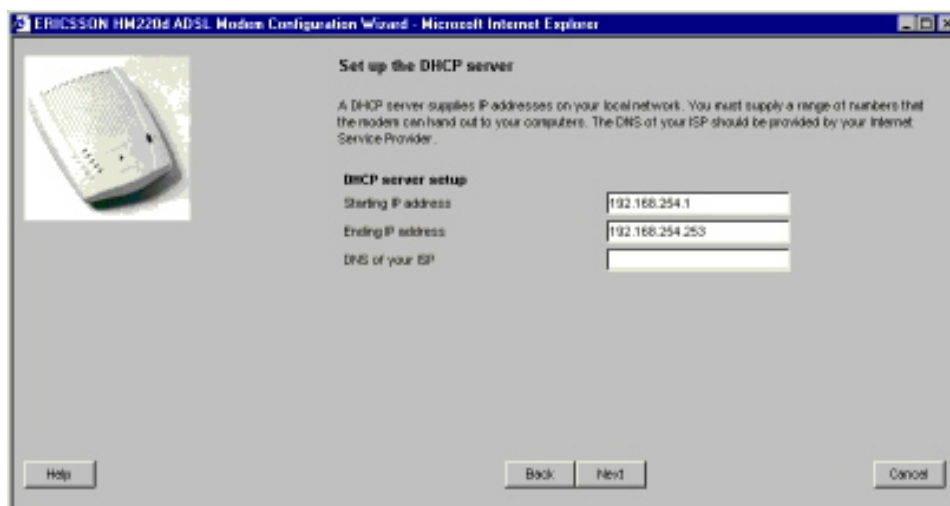 ERICSSON HM220d ADSL Modem Configuration Wizard - Microsoft Internet Explorer
Set up the DHCP server
A DHCP server supplies IP addresses on your local network. You must supply a range of numbers that
the modem can hand out to your computers. The DNS of your ISP should be provided by your Internet
Service Provider.
DHCP server setup
Starting IP address
192.168.254.1
Ending IP address
192.168.254.253
DNS of your ISP
Help
Back
Next
Cancel